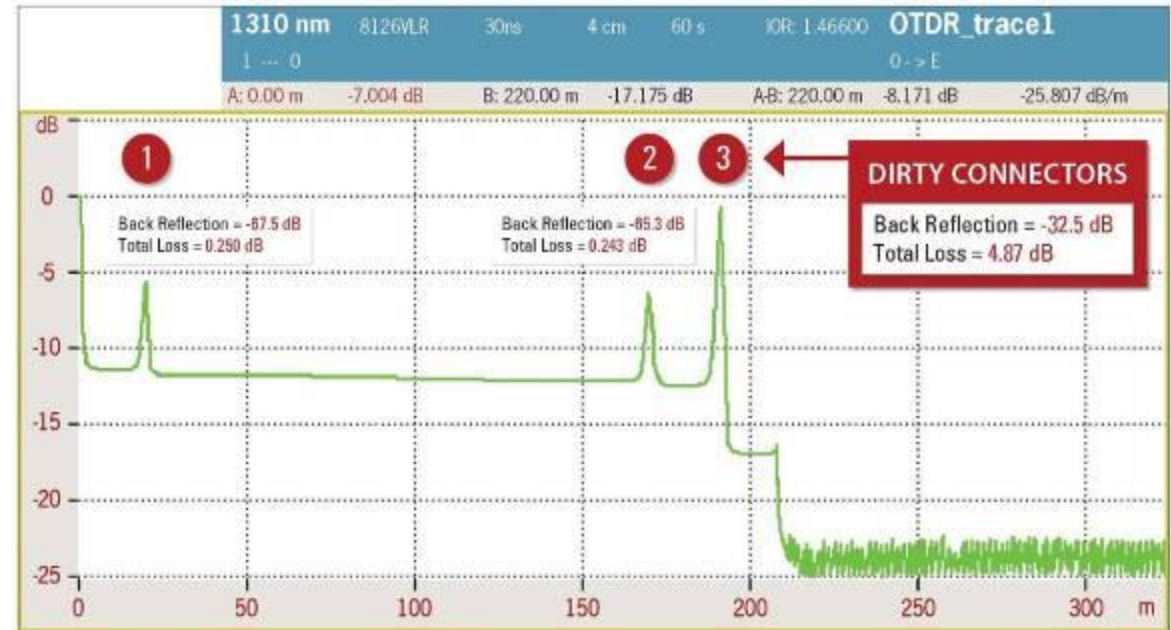 1310 nm 8126VLR 30ns 4 cm 60 s IOR: 1.46600 OTDR_trace1
1 --- 0 0 - > E
A: 0.00 m -7.004 dB B: 220.00 m -17.175 dB A-B: 220.00 m -8.171 dB -25.807 dB/m
dB
1 2 3
DIRTY CONNECTORS
Back Reflection = -32.5 dB
Total Loss = 4.87 dB
Back Reflection = -67.5 dB
Total Loss = 0.250 dB
Back Reflection = -65.3 dB
Total Loss = 0.243 dB
0
-5
-10
-15
-20
-25
0 50 100 150 200 250 300 m